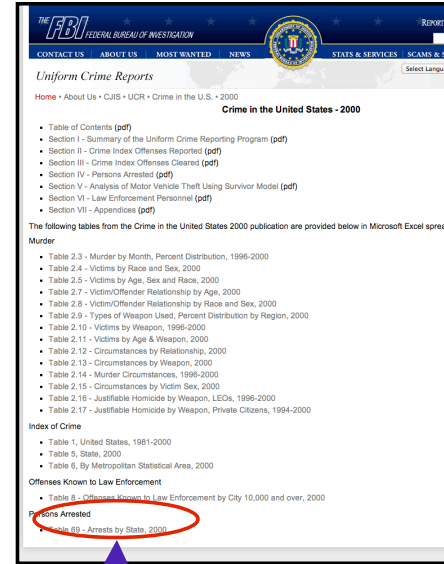 THE FBI FEDERAL BUREAU OF INVESTIGATION
REPORT
CONTACT US | ABOUT US | MOST WANTED | NEWS | STATS & SERVICES | SCAMS &
Uniform Crime Reports
Select Langu
Home • About Us • CJIS • UCR • Crime in the U.S. • 2000
Crime in the United States - 2000
Table of Contents (pdf)
Section I - Summary of the Uniform Crime Reporting Program (pdf)
Section II - Crime Index Offenses Reported (pdf)
Section III - Crime Index Offenses Cleared (pdf)
Section IV - Persons Arrested (pdf)
Section V - Analysis of Motor Vehicle Theft Using Survivor Model (pdf)
Section VI - Law Enforcement Personnel (pdf)
Section VII - Appendices (pdf)
The following tables from the Crime in the United States 2000 publication are provided below in Microsoft Excel sprea
Murder
Table 2.3 - Murder by Month, Percent Distribution, 1996-2000
Table 2.4 - Victims by Race and Sex, 2000
Table 2.5 - Victims by Age, Sex and Race, 2000
Table 2.7 - Victim/Offender Relationship by Age, 2000
Table 2.8 - Victim/Offender Relationship by Race and Sex, 2000
Table 2.9 - Types of Weapon Used, Percent Distribution by Region, 2000
Table 2.10 - Victims by Weapon, 1996-2000
Table 2.11 - Victims by Age & Weapon, 2000
Table 2.12 - Circumstances by Relationship, 2000
Table 2.13 - Circumstances by Weapon, 2000
Table 2.14 - Murder Circumstances, 1996-2000
Table 2.15 - Circumstances by Victim Sex, 2000
Table 2.16 - Justifiable Homicide by Weapon, LEOs, 1996-2000
Table 2.17 - Justifiable Homicide by Weapon, Private Citizens, 1994-2000
Index of Crime
Table 1, United States, 1981-2000
Table 5, State, 2000
Table 6, By Metropolitan Statistical Area, 2000
Offenses Known to Law Enforcement
Table 8 - Offenses Known to Law Enforcement by City 10,000 and over, 2000
Persons Arrested
Table 69 - Arrests by State, 2000